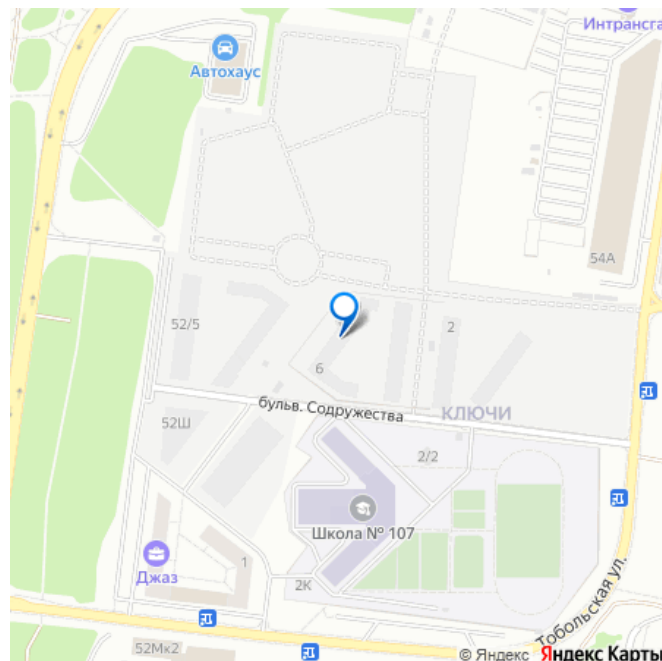 Интрансга
Автохаус
54А
52/5
2
6
бульв. Содружества
КЛЮЧИ
52Ш
2/2
Школа № 107
Джаз
1
2К
Тобольская ул.
52Мк2
© Яндекс Яндекс Карты